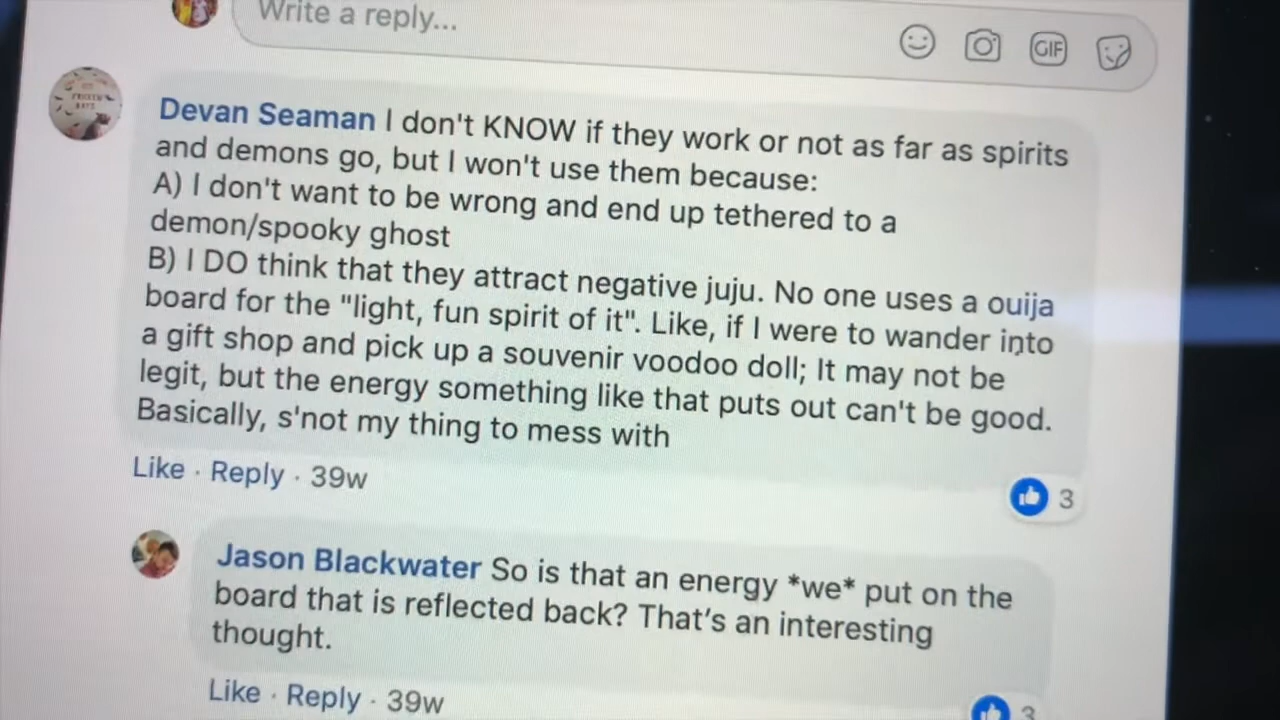 Write a reply...
GIF
Devan Seaman I don't KNOW if they work or not as far as spirits
and demons go, but I won't use them because:
A) I don't want to be wrong and end up tethered to a
demon/spooky ghost
B) I DO think that they attract negative juju. No one uses a ouija
board for the "light, fun spirit of it". Like, if I were to wander into
a gift shop and pick up a souvenir voodoo doll; It may not be
legit, but the energy something like that puts out can't be good.
Basically, s'not my thing to mess with
Like · Reply · 39w
3
Jason Blackwater So is that an energy *we* put on the
board that is reflected back? That's an interesting
thought.
Like · Reply · 39w
3